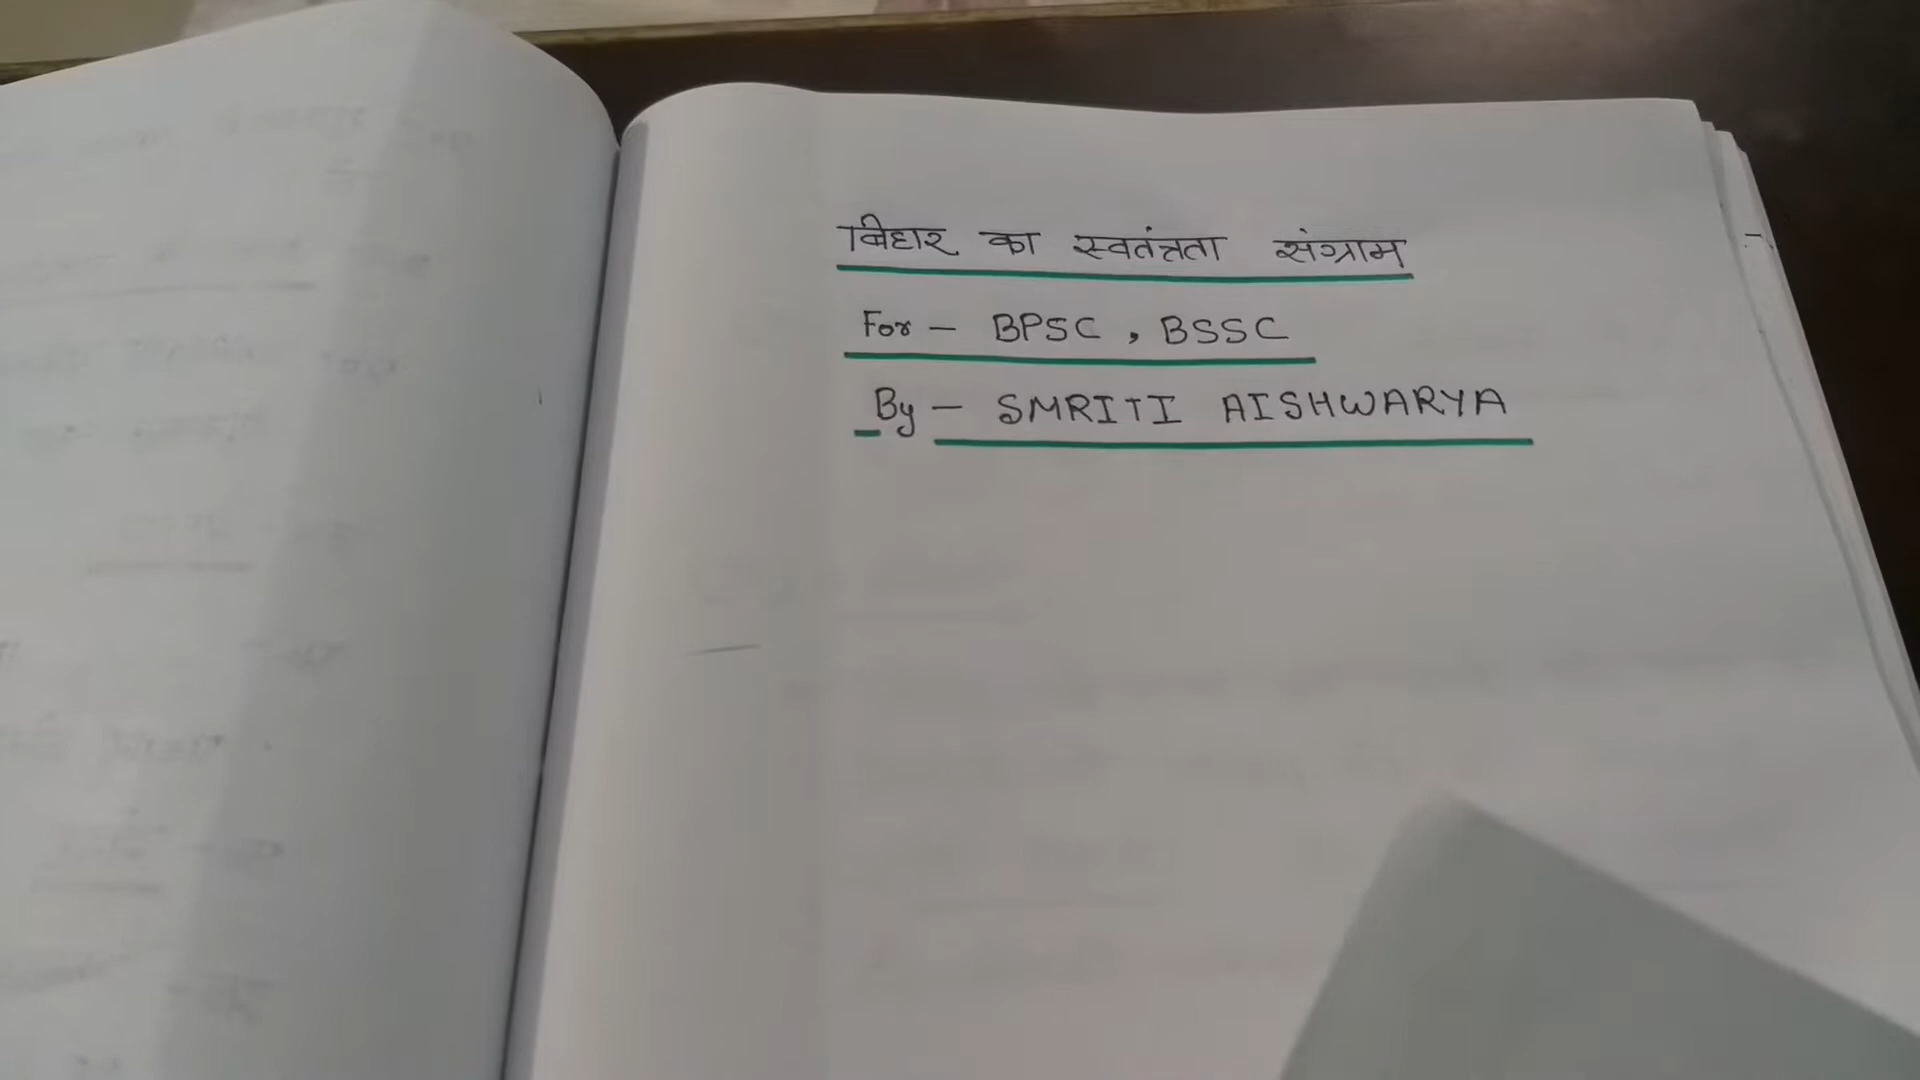 बिहार का स्वतंत्रता संग्राम
For - BPSC, BSSC
By - SMRITI AISHWARYA